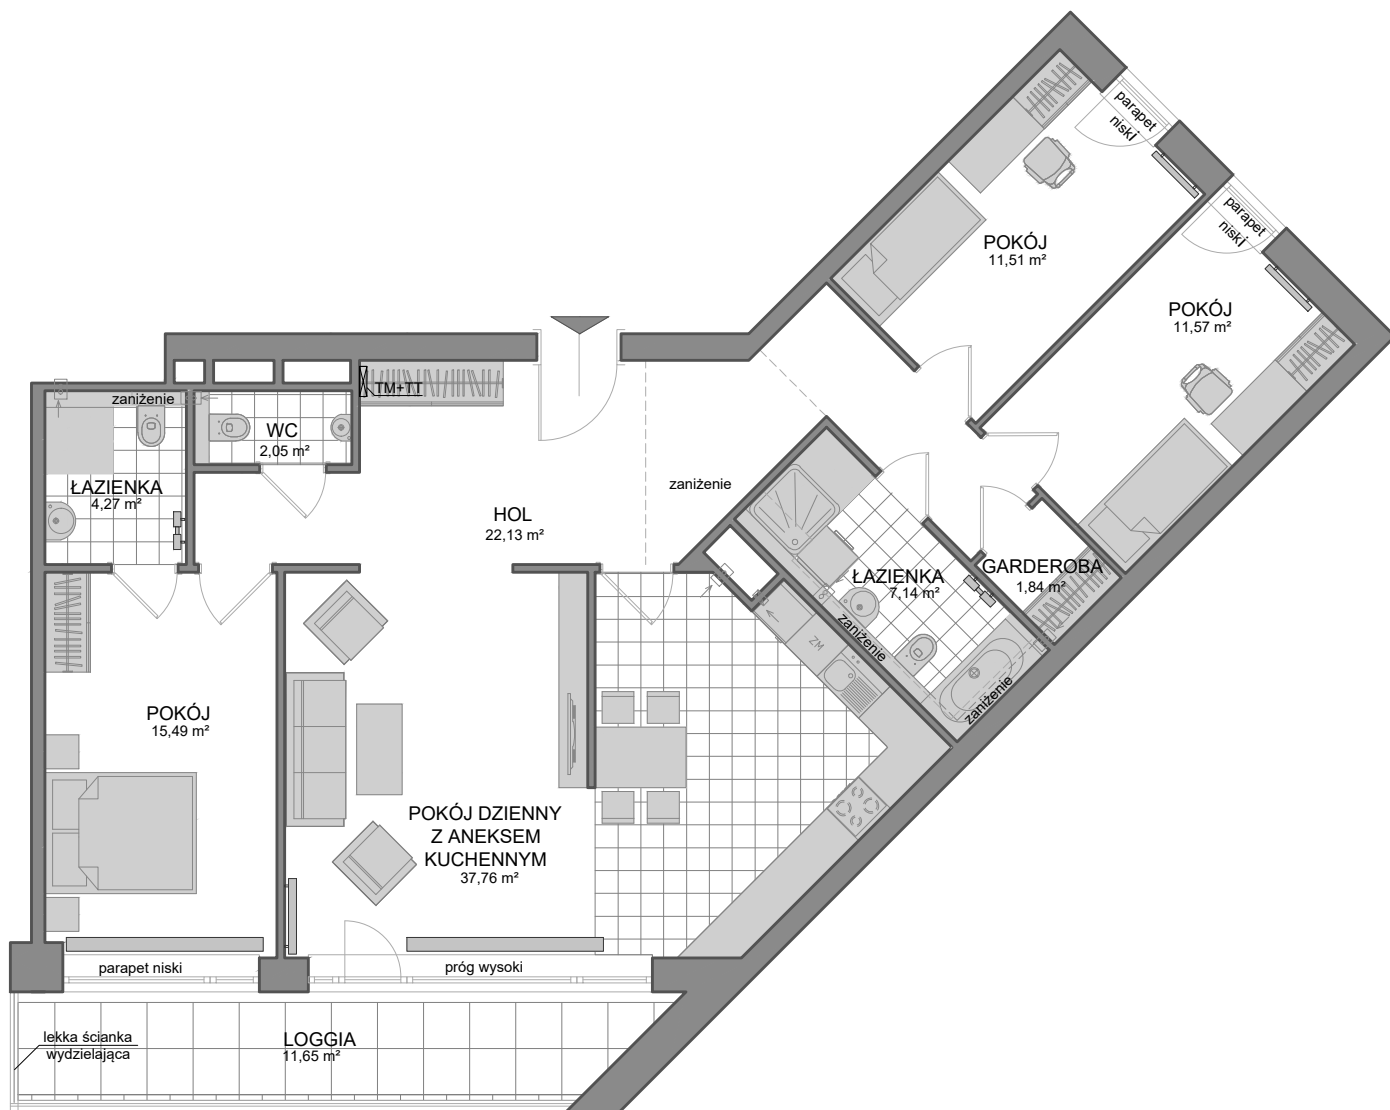 parapet
niski
parapet
niski
POKÓJ
11,51 m²
POKÓJ
11,57 m²
TM+TT
zaniżenie
WC
2,05 m²
ŁAZIENKA
4,27 m²
zaniżenie
HOL
22,13 m²
GARDEROBA
1,84 m²
ŁAZIENKA
7,14 m²
zaniżenie
ZM
zaniżenie
POKÓJ
15,49 m²
POKÓJ DZIENNY
Z ANEKSEM
KUCHENNYM
37,76 m²
parapet niski
próg wysoki
lekka ścianka
wydzielająca
LOGGIA
11,65 m²